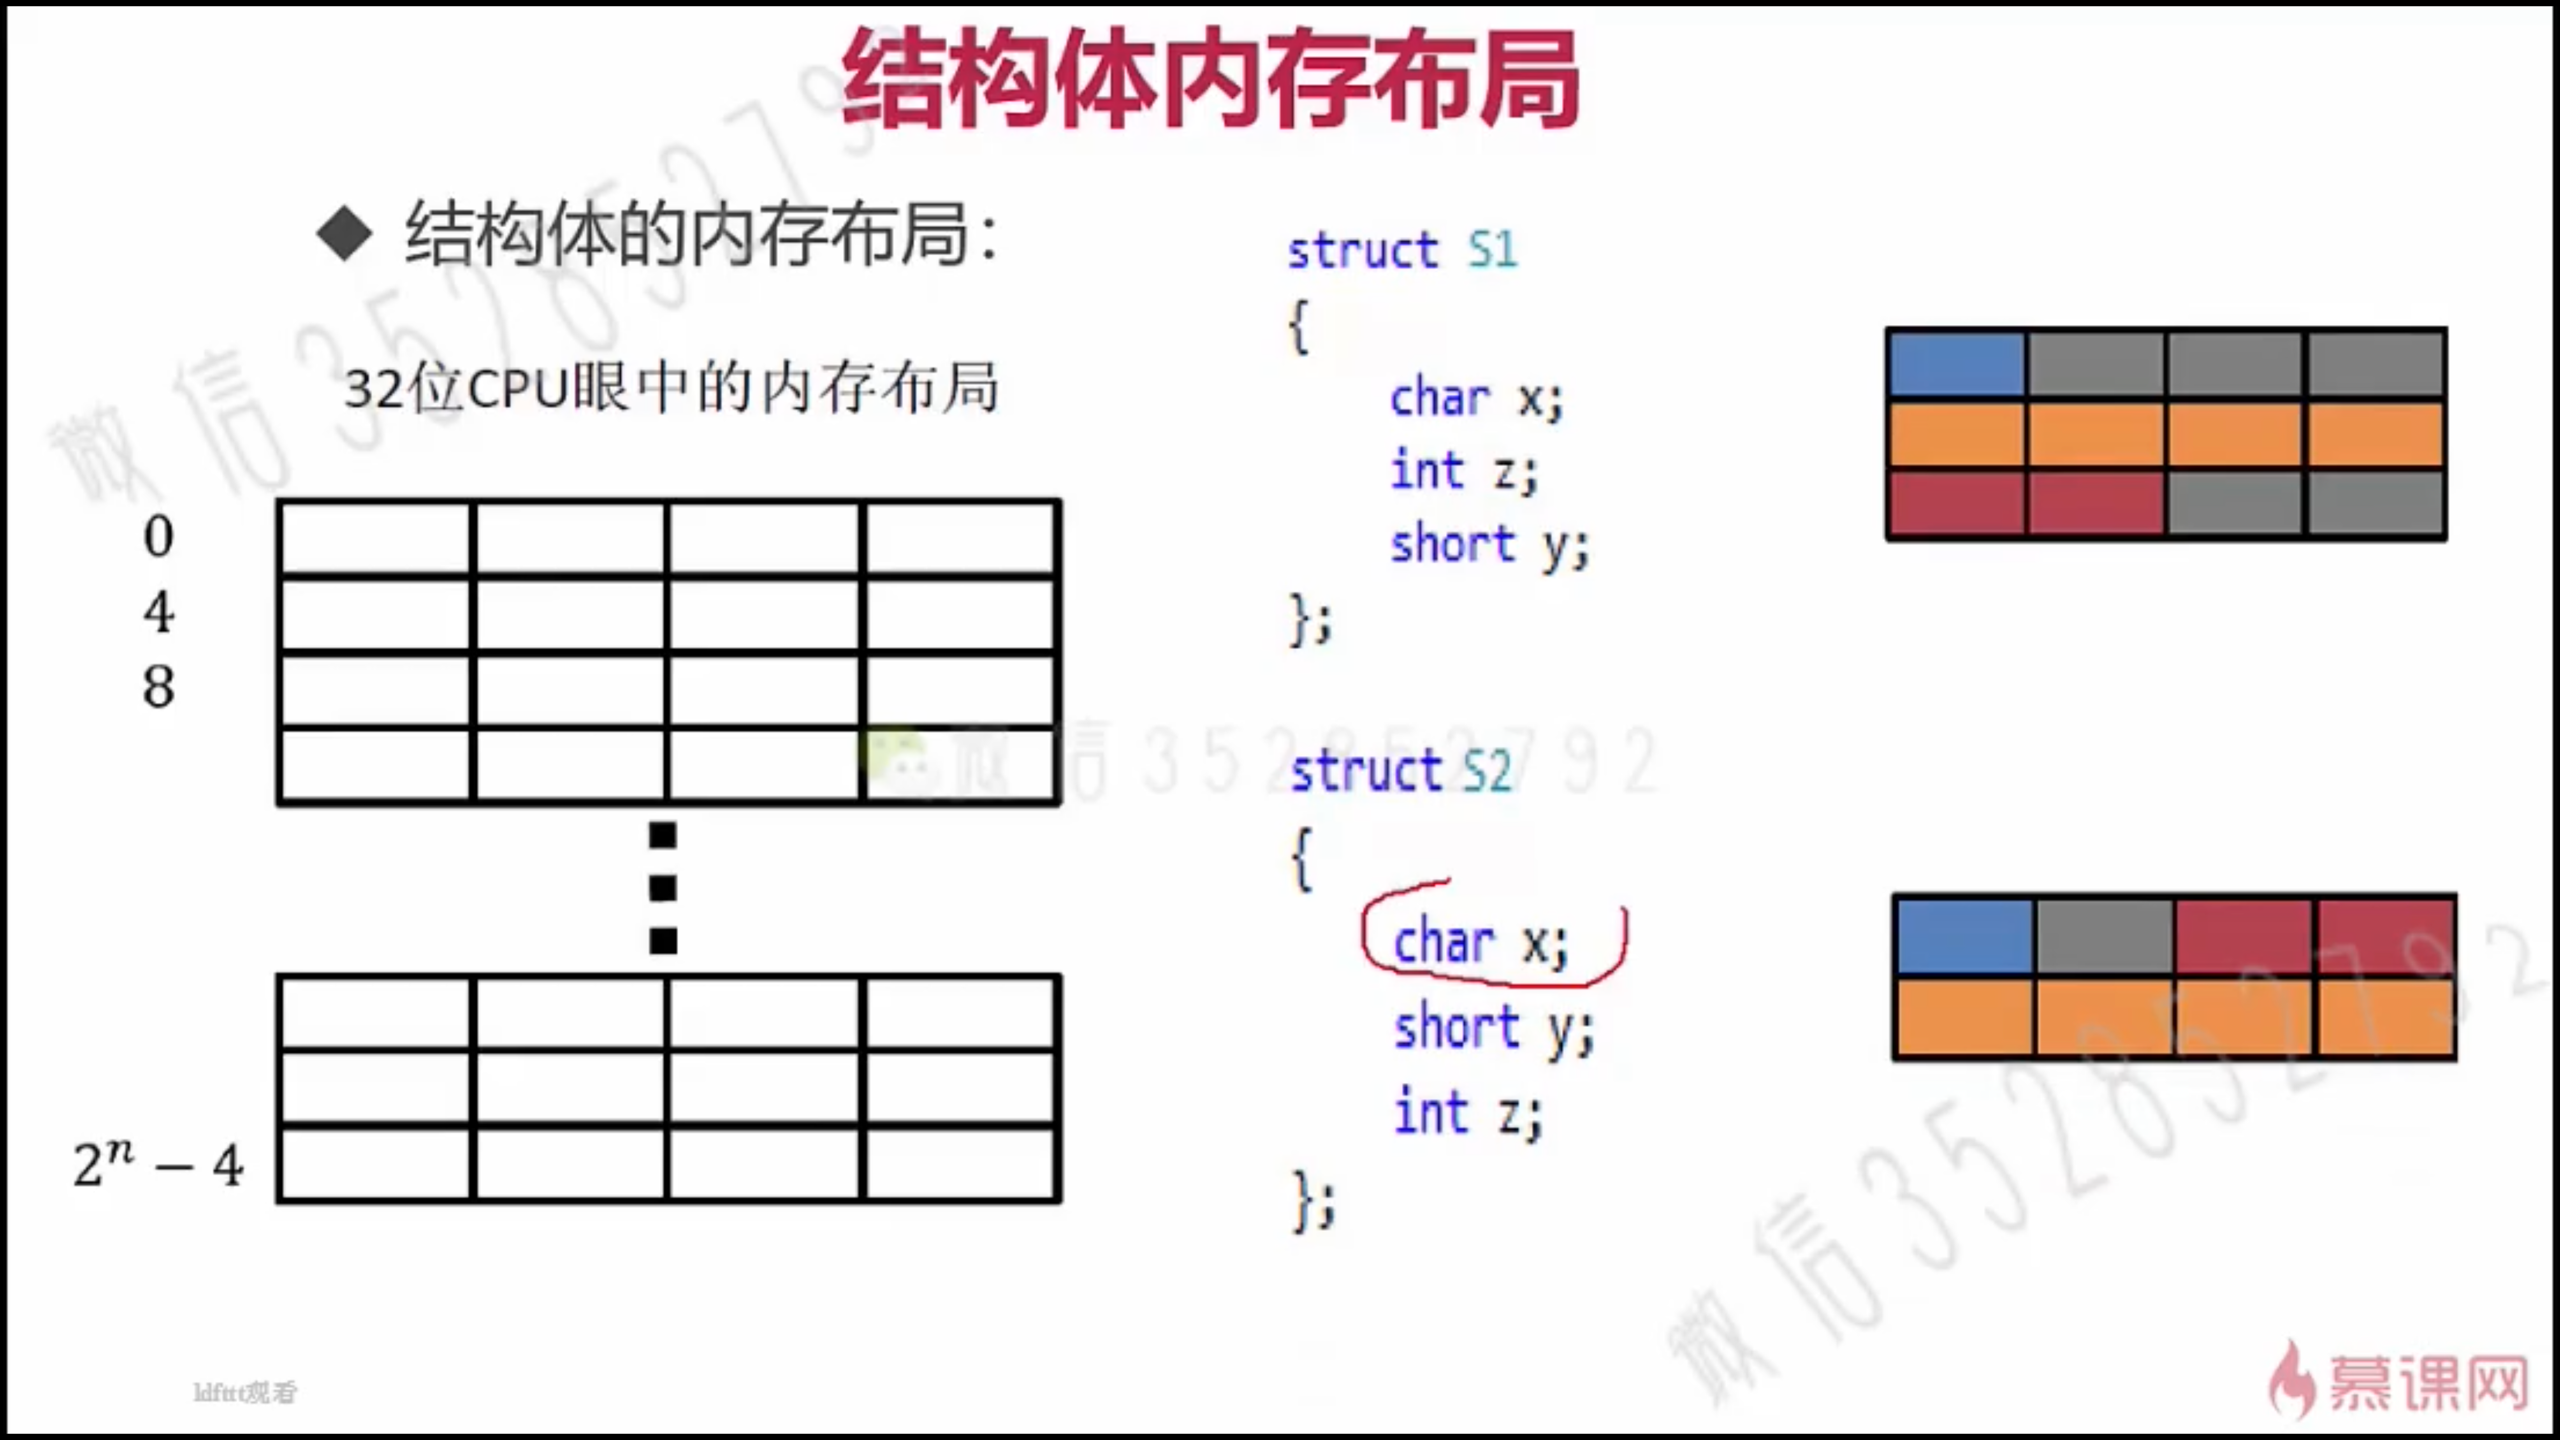 结构体内存布局
◆ 结构体的内存布局：
32位CPU眼中的内存布局
0
4
8
2ⁿ − 4
struct S1
{
char x;
int z;
short y;
};
struct S2
{
char x;
short y;
int z;
};
微信352852792
微信352852792
微信352852792
ldfttt观看
慕课网